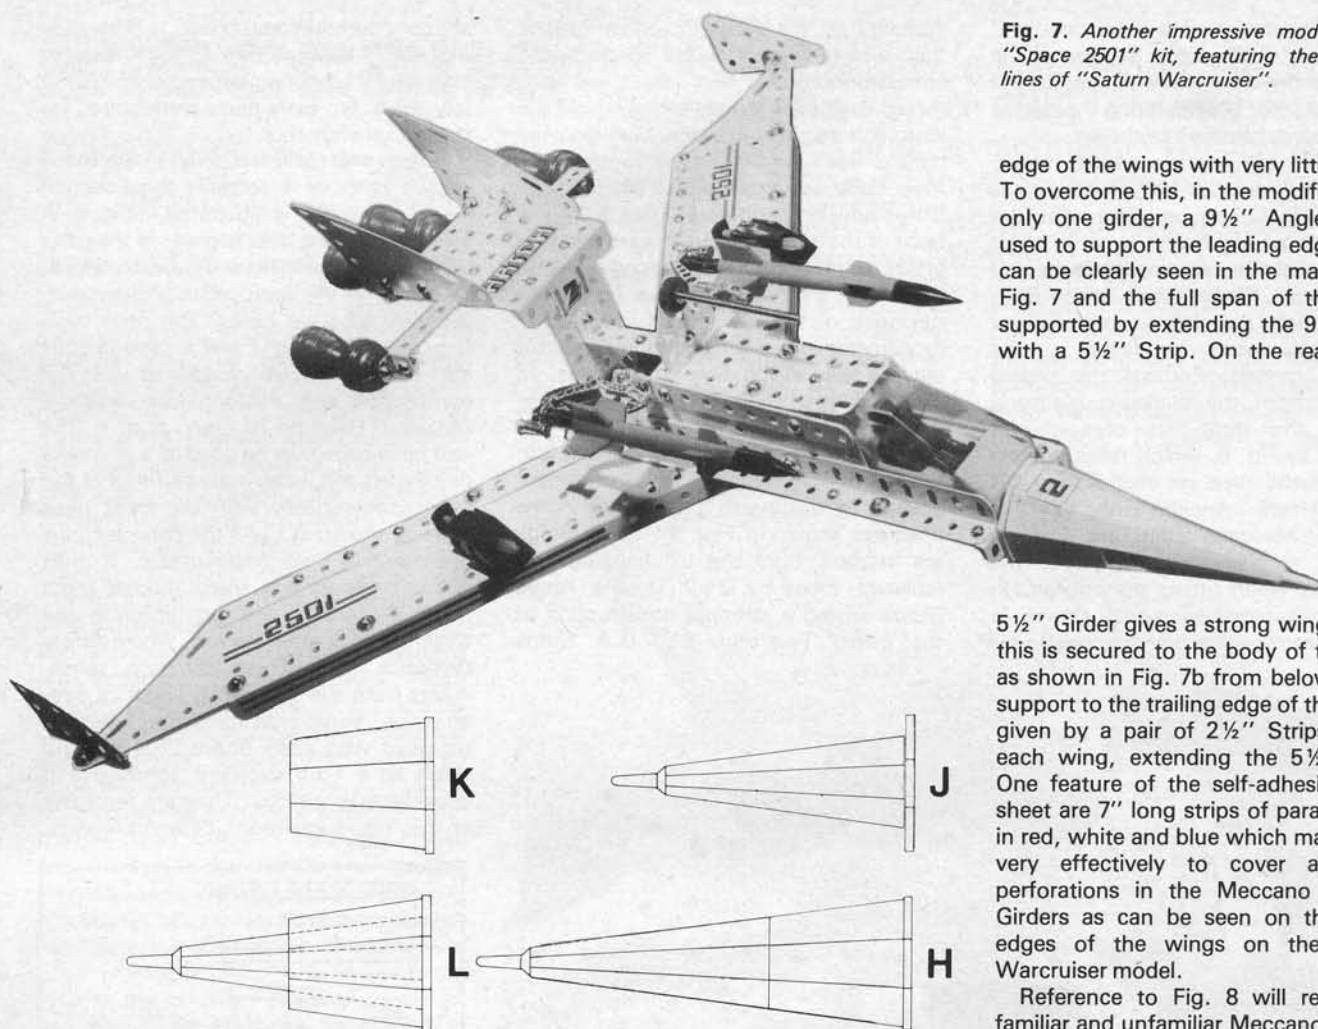 Fig. 7. Another impressive mod
"Space 2501" kit, featuring the
lines of "Saturn Warcruiser".
edge of the wings with very litt
To overcome this, in the modif
only one girder, a 9½" Angle
used to support the leading edg
can be clearly seen in the ma
Fig. 7 and the full span of th
supported by extending the 9
with a 5½" Strip. On the rea
2501
2
2
2501
5½" Girder gives a strong wing
this is secured to the body of t
as shown in Fig. 7b from below
support to the trailing edge of th
given by a pair of 2½" Strips
each wing, extending the 5½
One feature of the self-adhesi
sheet are 7" long strips of para
in red, white and blue which ma
very effectively to cover a
perforations in the Meccano
Girders as can be seen on th
edges of the wings on the
Warcruiser model.
Reference to Fig. 8 will re
familiar and unfamiliar Meccano
K
J
L
H